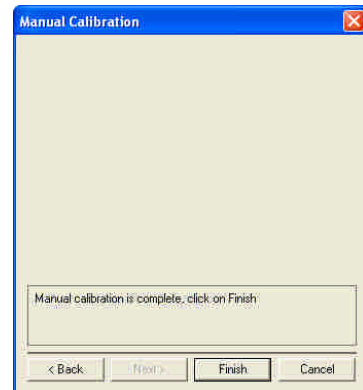 Manual Calibration
Manual calibration is complete, click on Finish
< Back Next > Finish Cancel